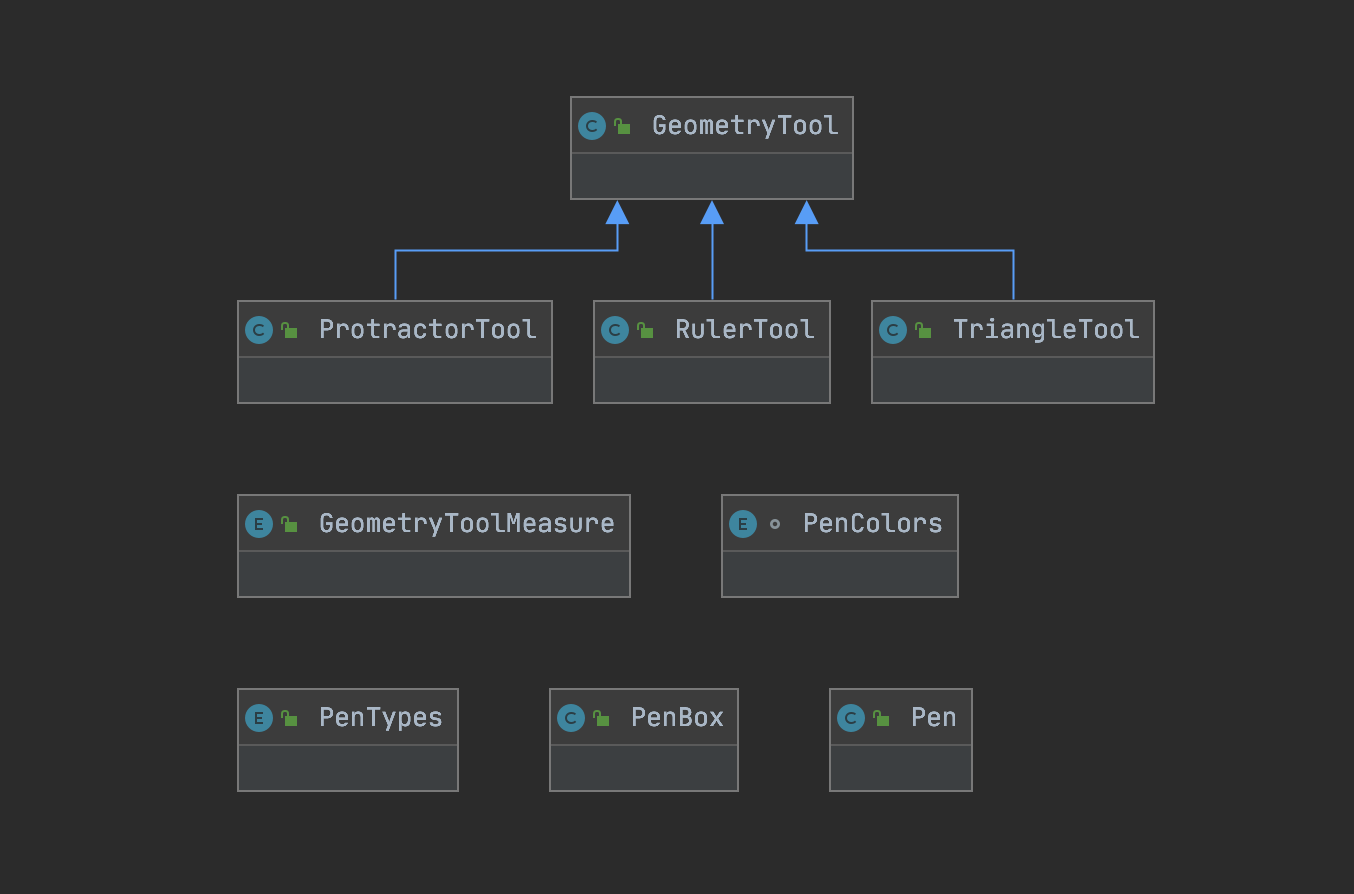 C GeometryTool
C ProtractorTool
C RulerTool
C TriangleTool
E GeometryToolMeasure
E PenColors
E PenTypes
C PenBox
C Pen